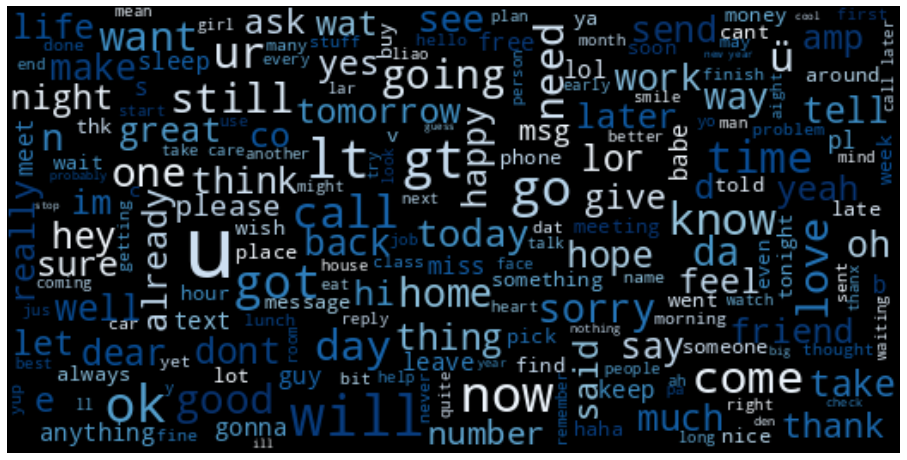 life mean girl ask wat see plan ya money cool first
want done many stuff hello free send may amp
end make sleep ur every yes liao buy month soon cant new year
night s still lar going person need lol work finish way around call later
start tomorrow early smile aight tell
n thk great use co guess happy msg later better yo man problem pl
meet take care another v try look phone lor babe time mind week
wait probably one think might lt gt go give d told yeah
really im please call next know late
stop getting already wish back job today dat meeting hope da love oh
hey sure u place house class talk face miss something name feel even tonight sent thanx
coming hour got message eat hi home heart sorry went watch b
jus well car text lunch reply thing pick nothing morning friend waiting
let dear yet dont room day year leave find said say someone big thought
best always lot guy bit help never quite people keep ah pa come take
yup e ll ok y good will now remember right check
anything fine gonna ill number haha much den long nice thank